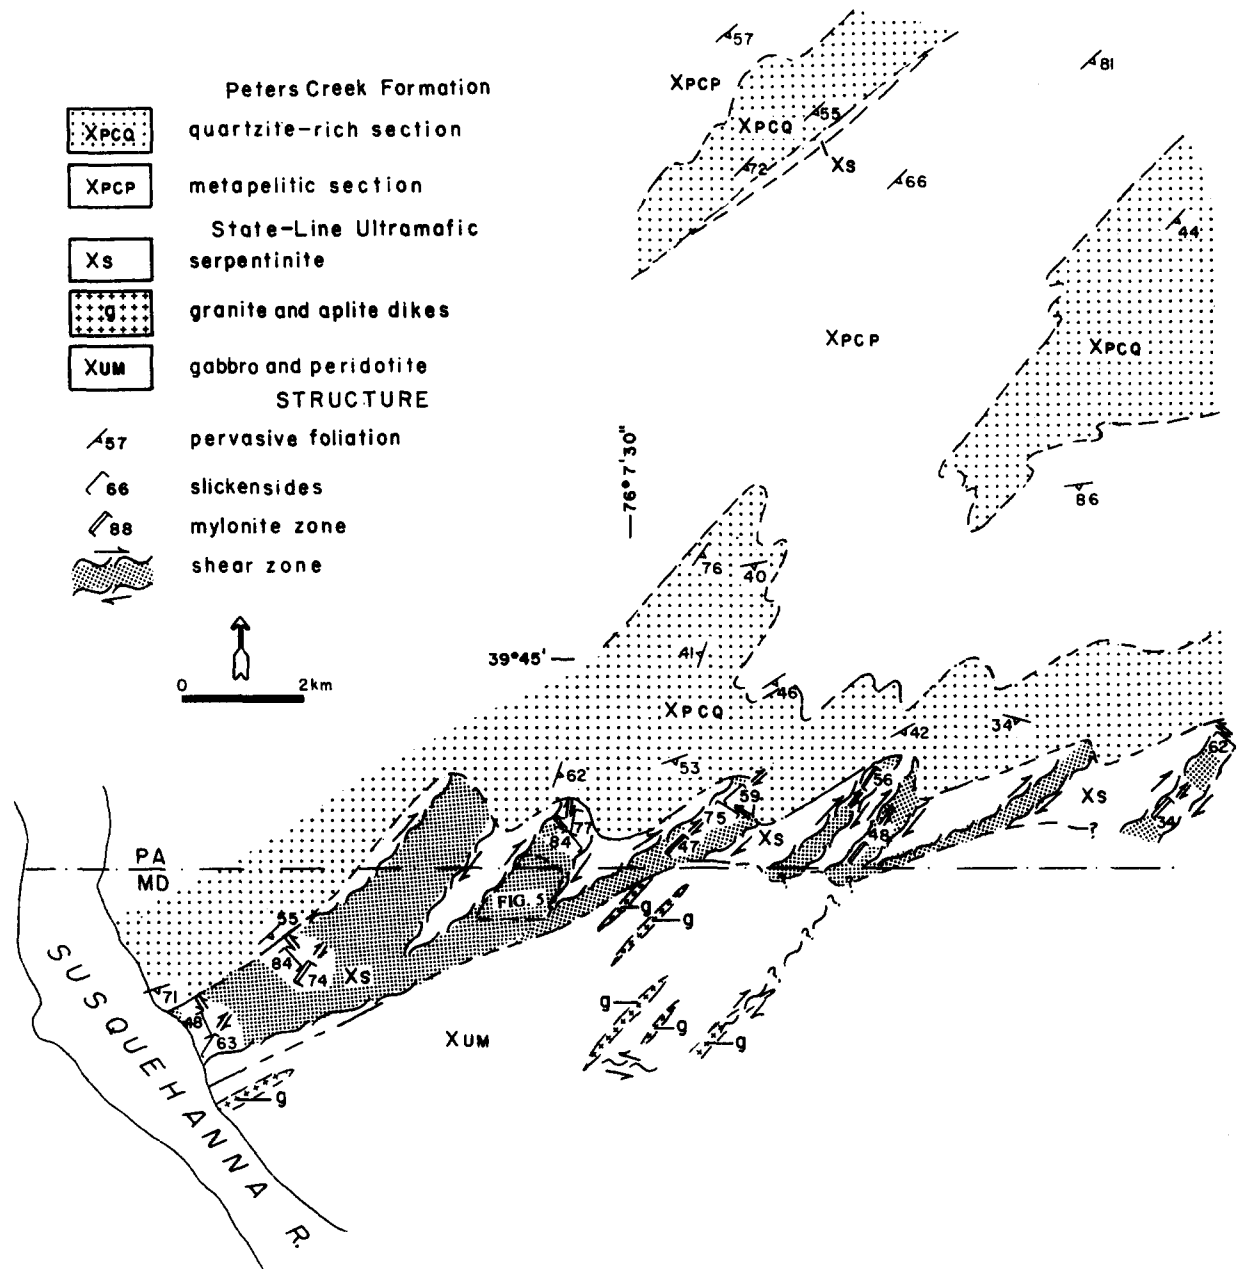 Peters Creek Formation
XPCQ quartzite-rich section
XPCP metapelitic section
State-Line Ultramafic
XS serpentinite
g granite and aplite dikes
XUM gabbro and peridotite
STRUCTURE
57 pervasive foliation
66 slickensides
88 mylonite zone
shear zone
0 2km
57
81
XPCP
55
XPCQ
72
XS
66
44
XPCP
XPCQ
76°7'30"
86
76
40
39°45'
41
46
XPCQ
42
34
62
53
62
59
56
XS
77
75
84
47
XS
48
34
PA
MD
FIG. 5
55
g
g
84
74
XS
71
48
63
g
g
g
XUM
g
SUSQUEHANNA R.
?
?
?
?